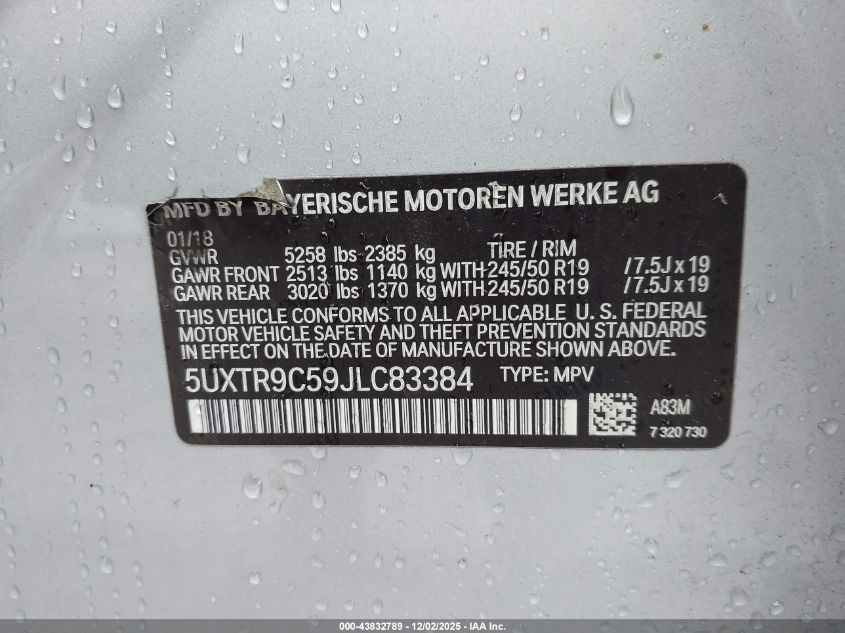 MFD BY BAYERISCHE MOTOREN WERKE AG
01/18
GVWR 5258 lbs 2385 kg TIRE / RIM
GAWR FRONT 2513 lbs 1140 kg WITH-245/50 R19 /7.5J x 19
GAWR REAR 3020 lbs 1370 kg WITH-245/50 R19 /7.5J x 19
THIS VEHICLE CONFORMS TO ALL APPLICABLE U. S. FEDERAL
MOTOR VEHICLE SAFETY AND THEFT PREVENTION STANDARDS
IN EFFECT ON THE DATE OF MANUFACTURE SHOWN ABOVE.
5UXTR9C59JLC83384 TYPE: MPV
A83M
7 320 730
000-43832789 - 12/02/2025 - IAA Inc.